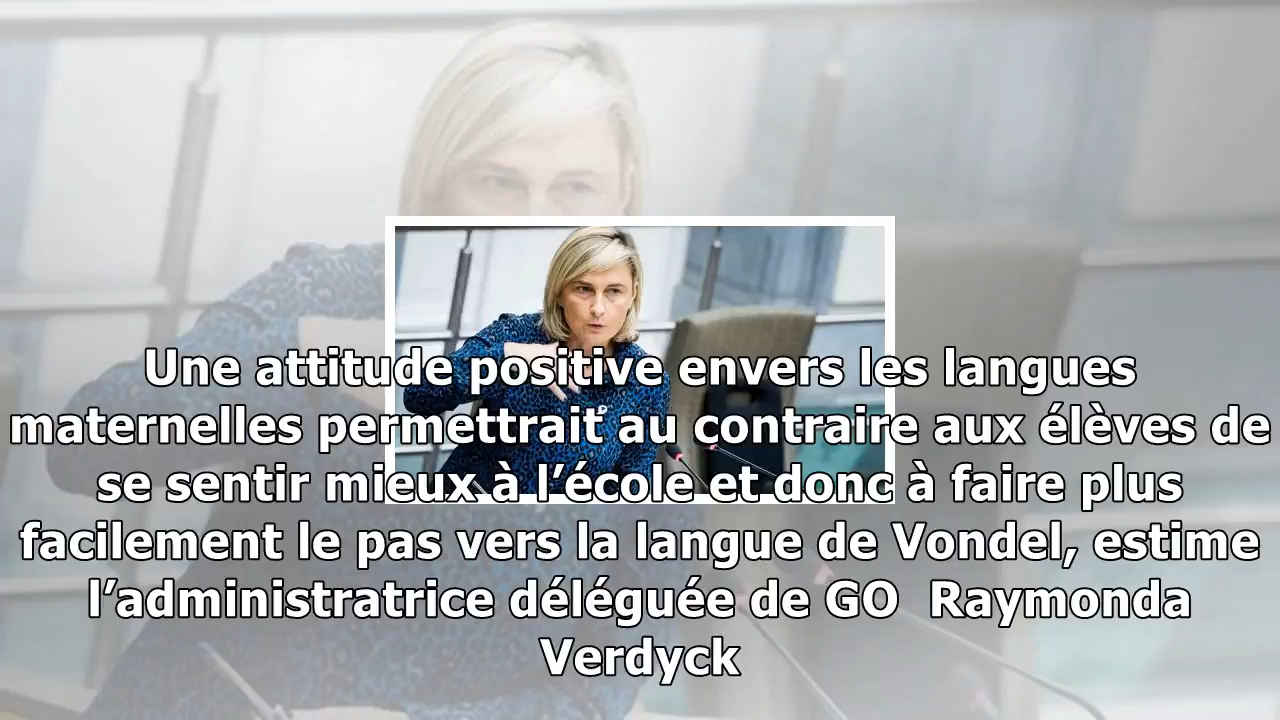 Une attitude positive envers les langues
maternelles permettrait au contraire aux élèves de
se sentir mieux à l’école et donc à faire plus
facilement le pas vers la langue de Vondel, estime
l’administratrice déléguée de GO  Raymonda
Verdyck